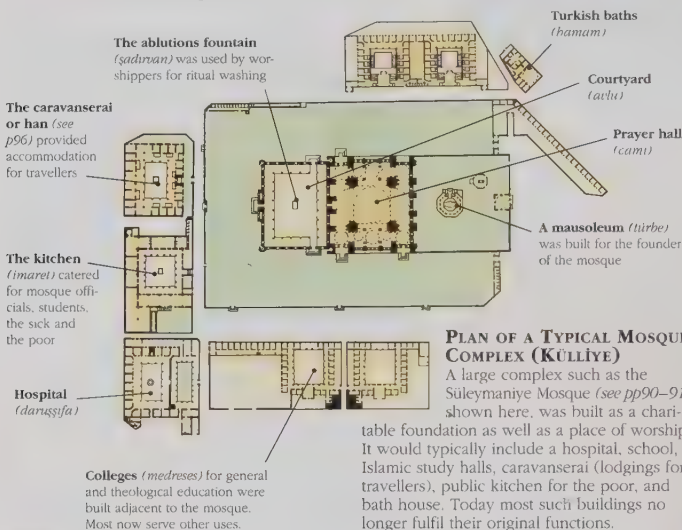 The ablutions fountain
(şadırvan) was used by wor-
shippers for ritual washing
Turkish baths
(hamam)
Courtyard
(avlu)
Prayer hall
(cami)
The caravanserai
or han (see
p96) provided
accommodation
for travellers
A mausoleum (türbe)
was built for the founder
of the mosque
The kitchen
(imaret) catered
for mosque offi-
cials, students,
the sick and
the poor
Hospital
(daruşşifa)
Colleges (medreses) for general
and theological education were
built adjacent to the mosque.
Most now serve other uses.
PLAN OF A TYPICAL MOSQUE
COMPLEX (KÜLLİYE)
A large complex such as the
Süleymaniye Mosque (see pp90–91
shown here, was built as a chari-
table foundation as well as a place of worship
It would typically include a hospital, school,
Islamic study halls, caravanserai (lodgings for
travellers), public kitchen for the poor, and
bath house. Today most such buildings no
longer fulfil their original functions.